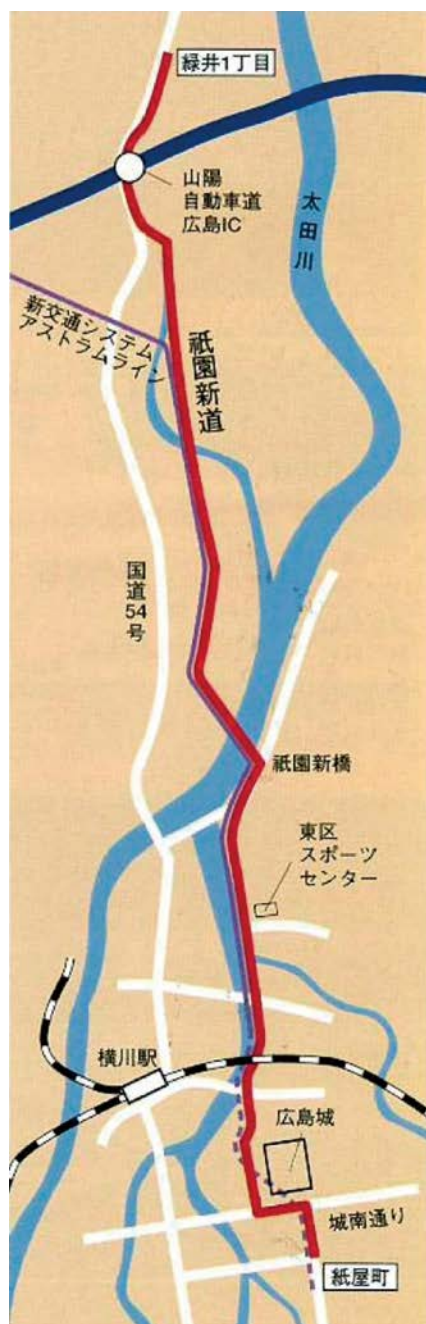 緑井1丁目
山陽
自動車道
広島IC
太田川
新交通システム
アストラムライン
祇園新道
国道54号
祇園新橋
東区
スポーツ
センター
横川駅
広島城
城南通り
紙屋町